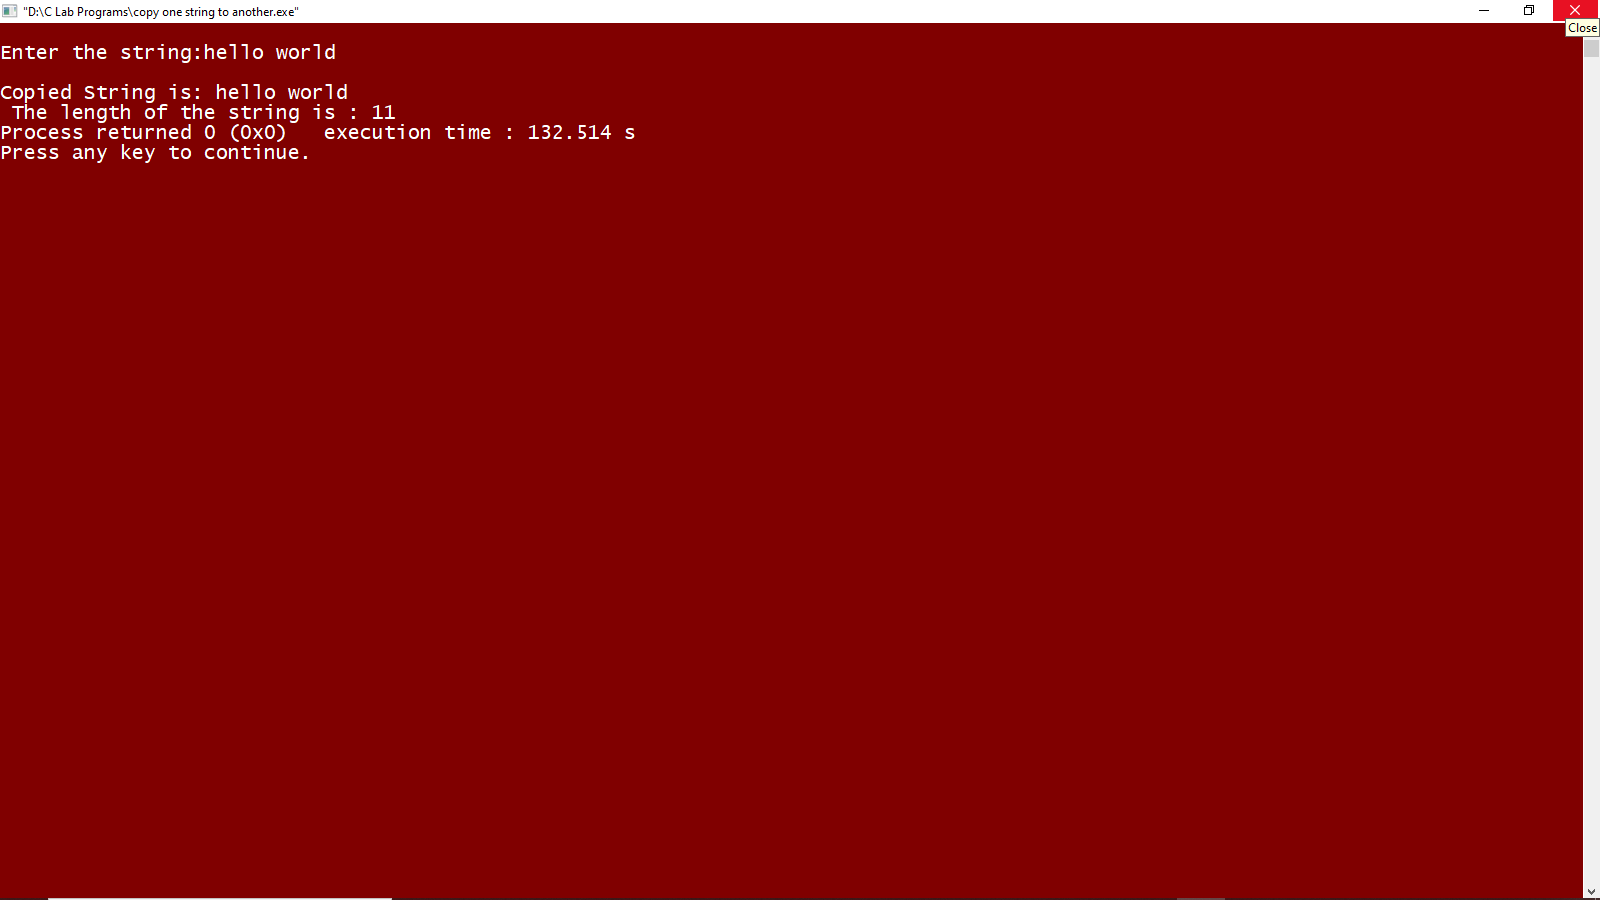 "D:\C Lab Programs\copy one string to another.exe"
Close
Enter the string:hello world
Copied String is: hello world
 The length of the string is : 11
Process returned 0 (0x0)   execution time : 132.514 s
Press any key to continue.